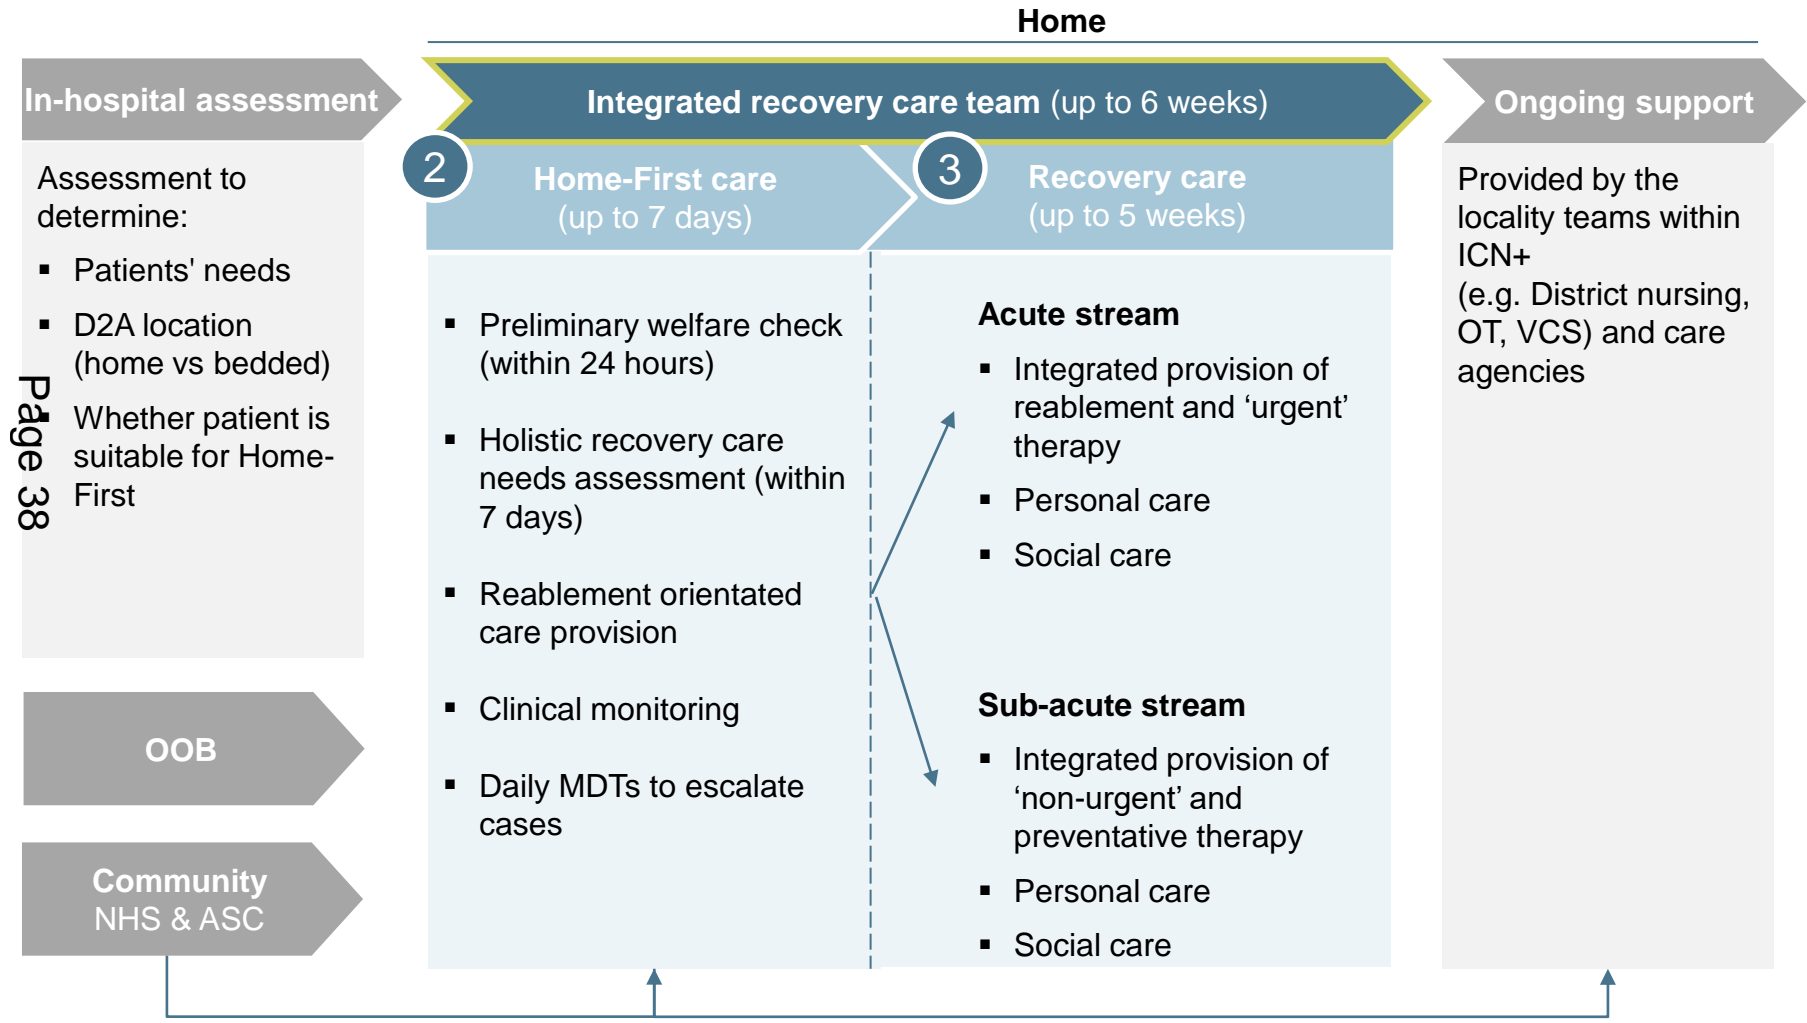 Home
In-hospital assessment
Integrated recovery care team (up to 6 weeks)
Ongoing support
Assessment to
determine:
▪ Patients' needs
▪ D2A location
(home vs bedded)
▪ Whether patient is
suitable for Home-
First
Page 38
OOB
Community
NHS & ASC
2
Home-First care
(up to 7 days)
▪ Preliminary welfare check
(within 24 hours)
▪ Holistic recovery care
needs assessment (within
7 days)
▪ Reablement orientated
care provision
▪ Clinical monitoring
▪ Daily MDTs to escalate
cases
3
Recovery care
(up to 5 weeks)
Acute stream
▪ Integrated provision of
reablement and ‘urgent’
therapy
▪ Personal care
▪ Social care
Sub-acute stream
▪ Integrated provision of
‘non-urgent’ and
preventative therapy
▪ Personal care
▪ Social care
Provided by the
locality teams within
ICN+
(e.g. District nursing,
OT, VCS) and care
agencies